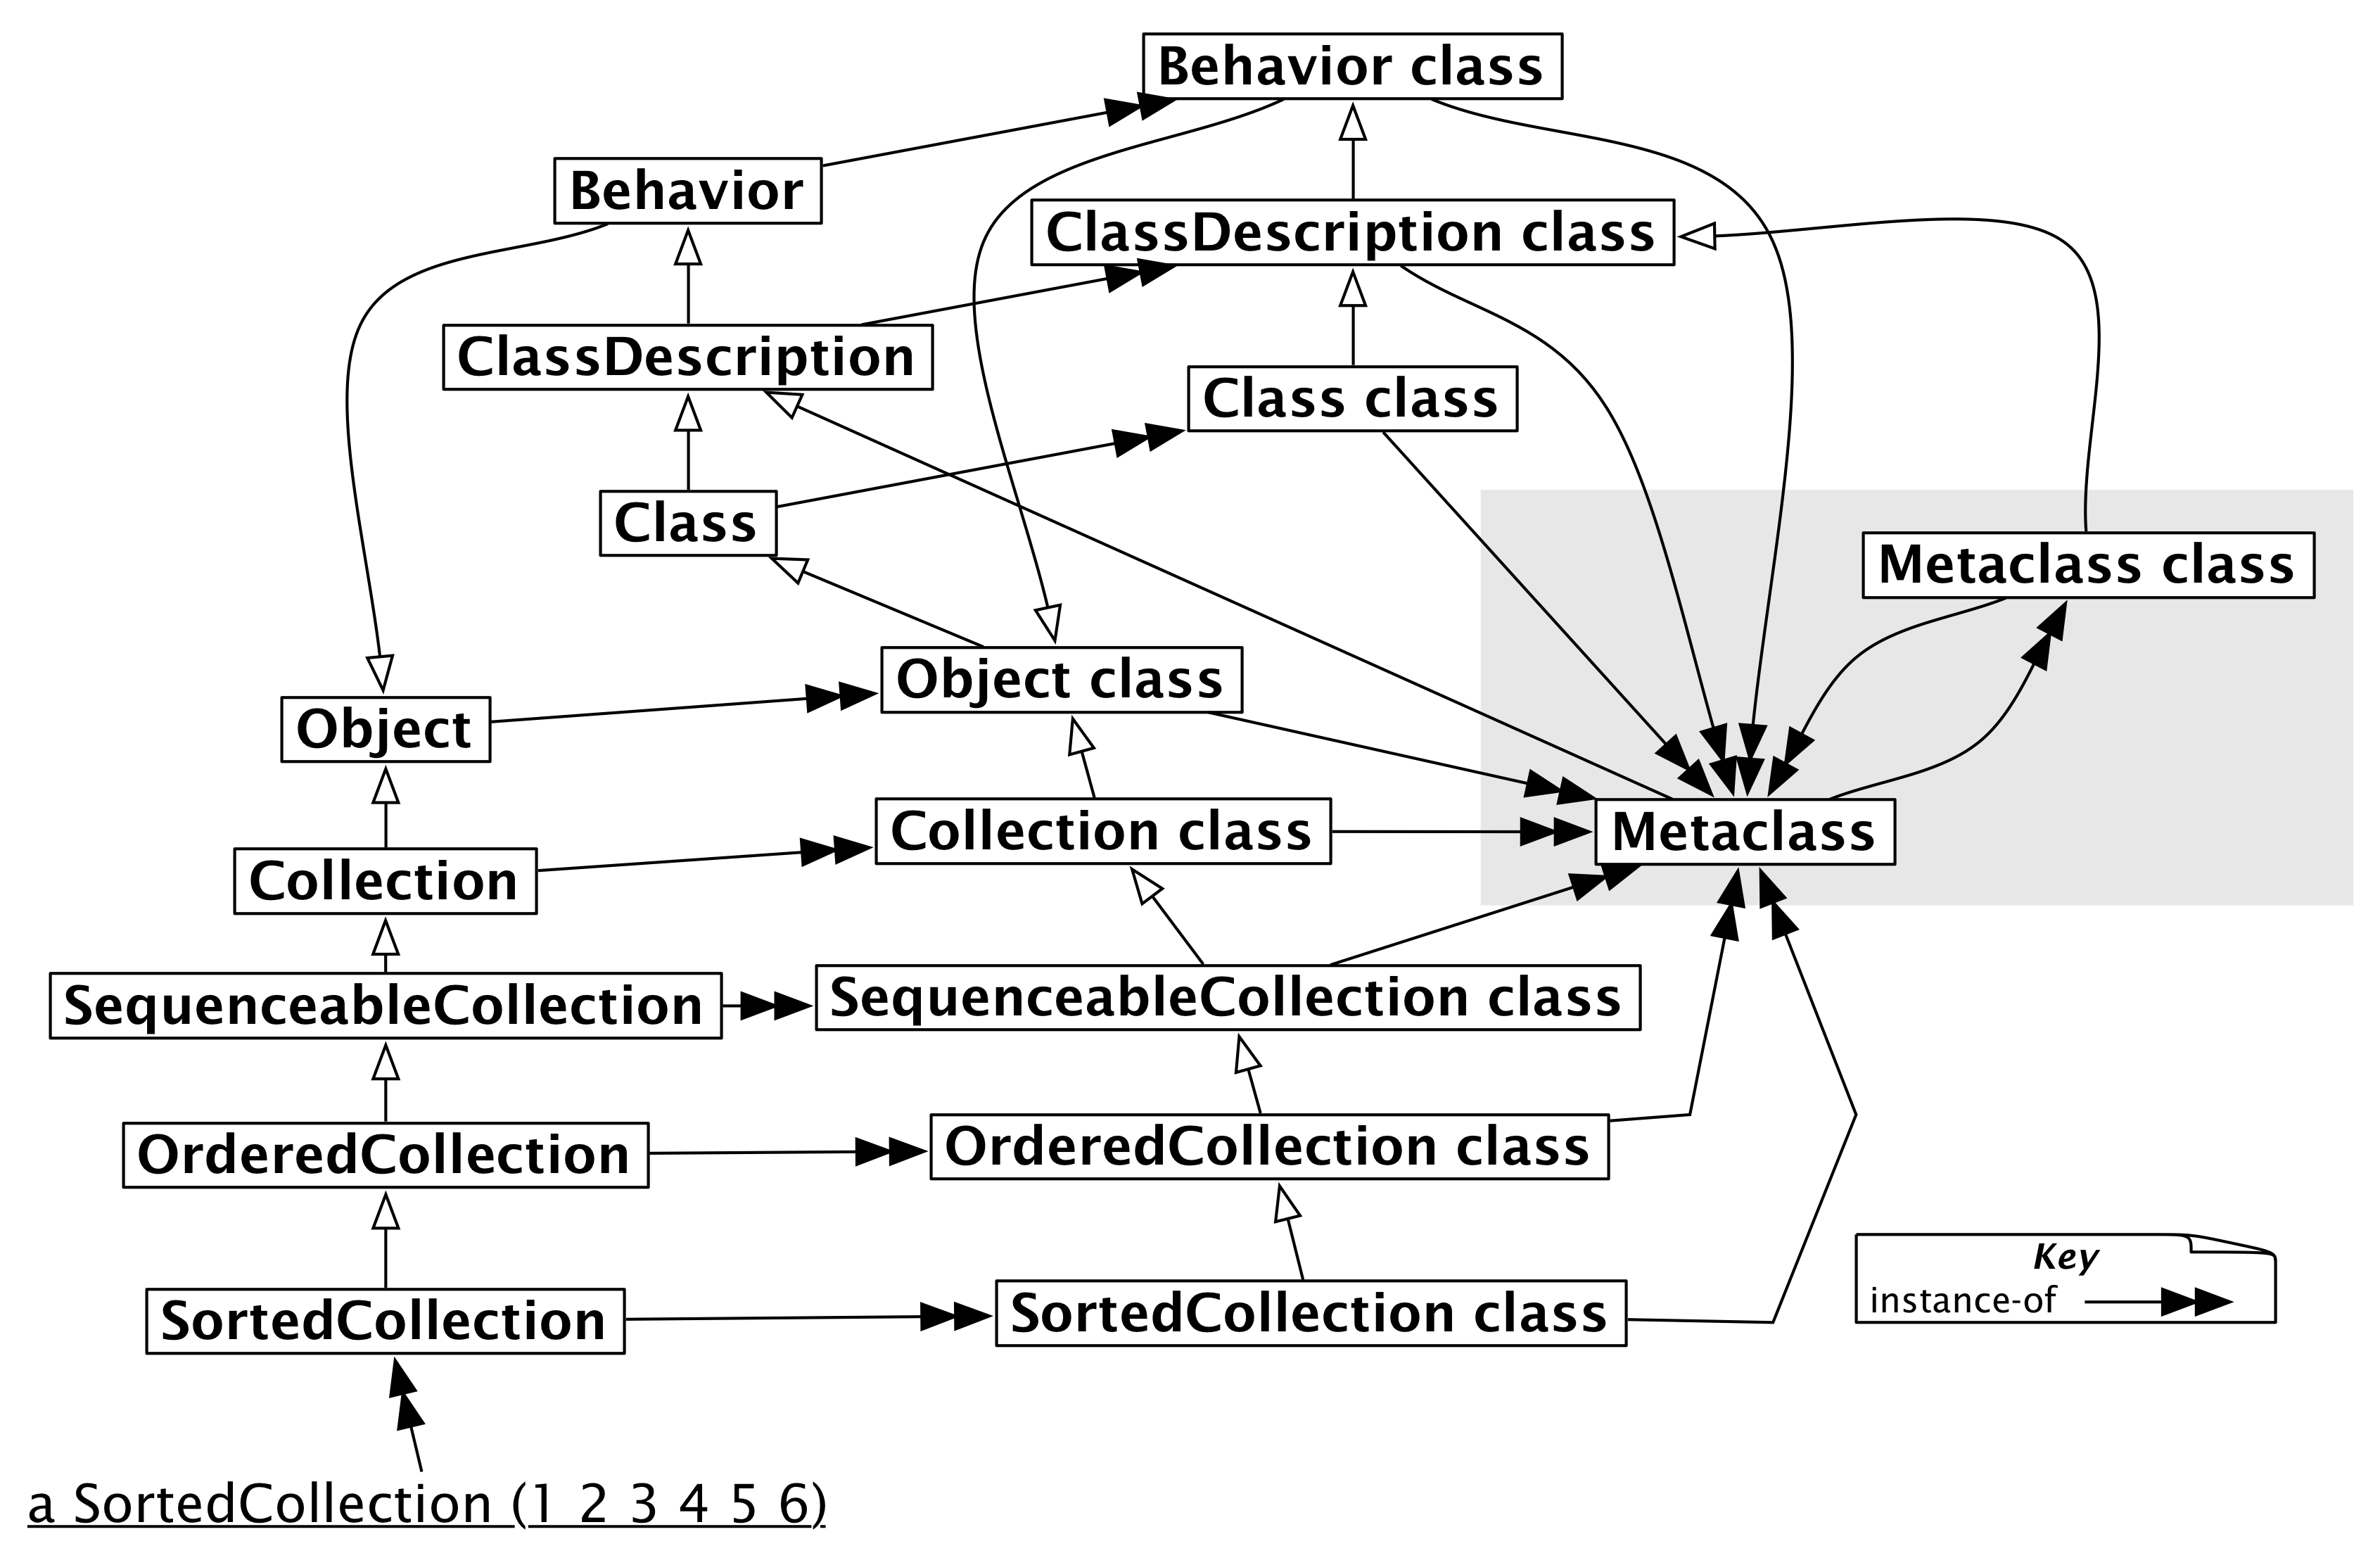 Behavior class
Behavior
ClassDescription class
ClassDescription
Class class
Class
Metaclass class
Object class
Object
Collection class
Metaclass
Collection
SequenceableCollection class
SequenceableCollection
OrderedCollection class
OrderedCollection
Key
instance-of
SortedCollection class
SortedCollection
a SortedCollection (1 2 3 4 5 6)